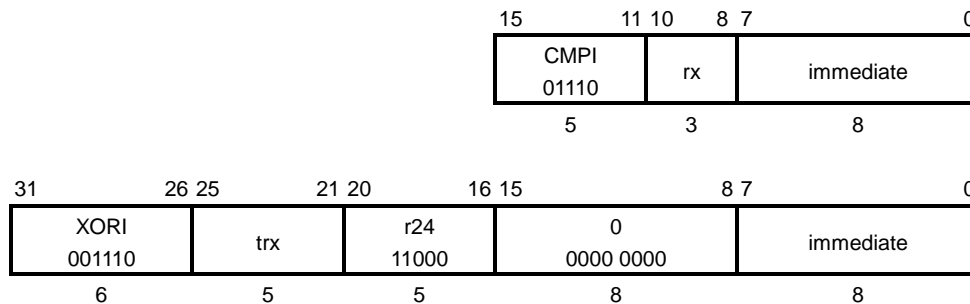 15 11 10 8 7 0
CMPI rx immediate
01110
5 3 8
31 26 25 21 20 16 15 8 7 0
XORI trx r24 0 immediate
001110 11000 0000 0000
6 5 5 8 8